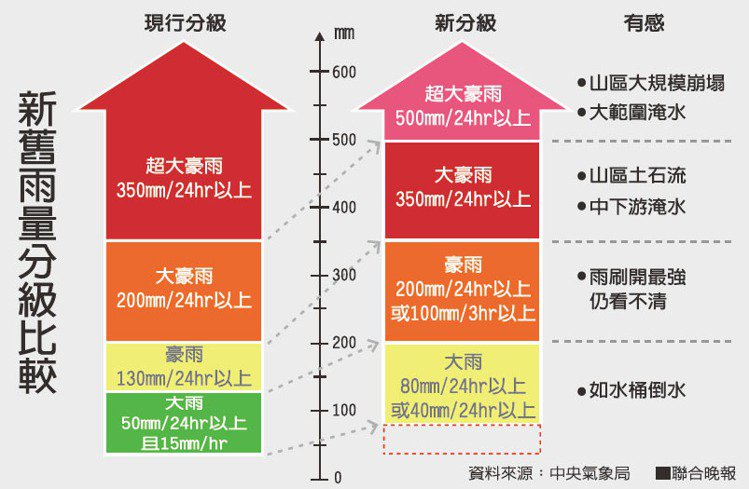 新舊雨量分級比較
現行分級
mm
新分級
有感
超大豪雨
350mm/24hr以上
大豪雨
200mm/24hr以上
豪雨
130mm/24hr以上
大雨
50mm/24hr以上
且15mm/hr
600
500
400
300
200
100
0
超大豪雨
500mm/24hr以上
大豪雨
350mm/24hr以上
豪雨
200mm/24hr以上
或100mm/3hr以上
大雨
80mm/24hr以上
或40mm/24hr以上
●山區大規模崩塌
●大範圍淹水
●山區土石流
●中下游淹水
●雨刷開最強
仍看不清
●如水桶倒水
資料來源：中央氣象局 ■聯合晚報